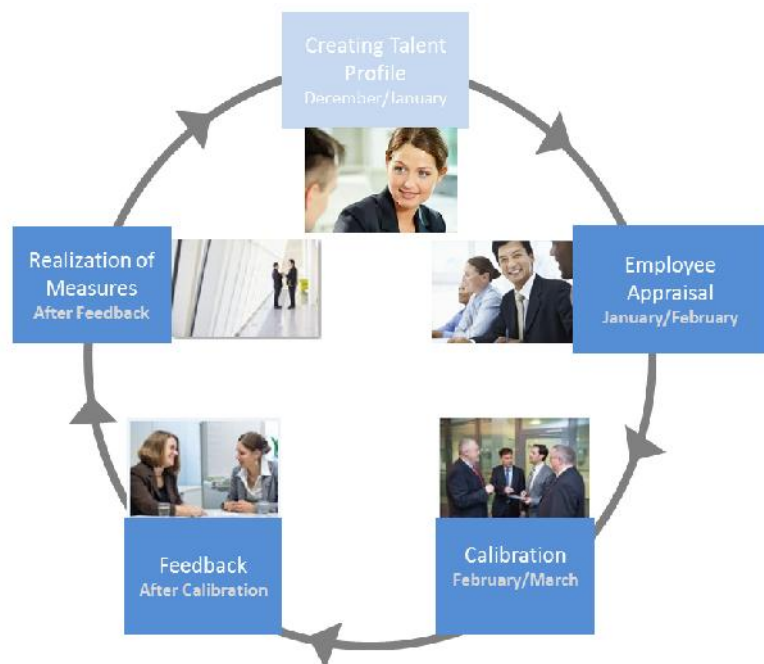 Creating Talent
Profile
December/January
Employee
Appraisal
January/February
Calibration
February/March
Feedback
After Calibration
Realization of
Measures
After Feedback